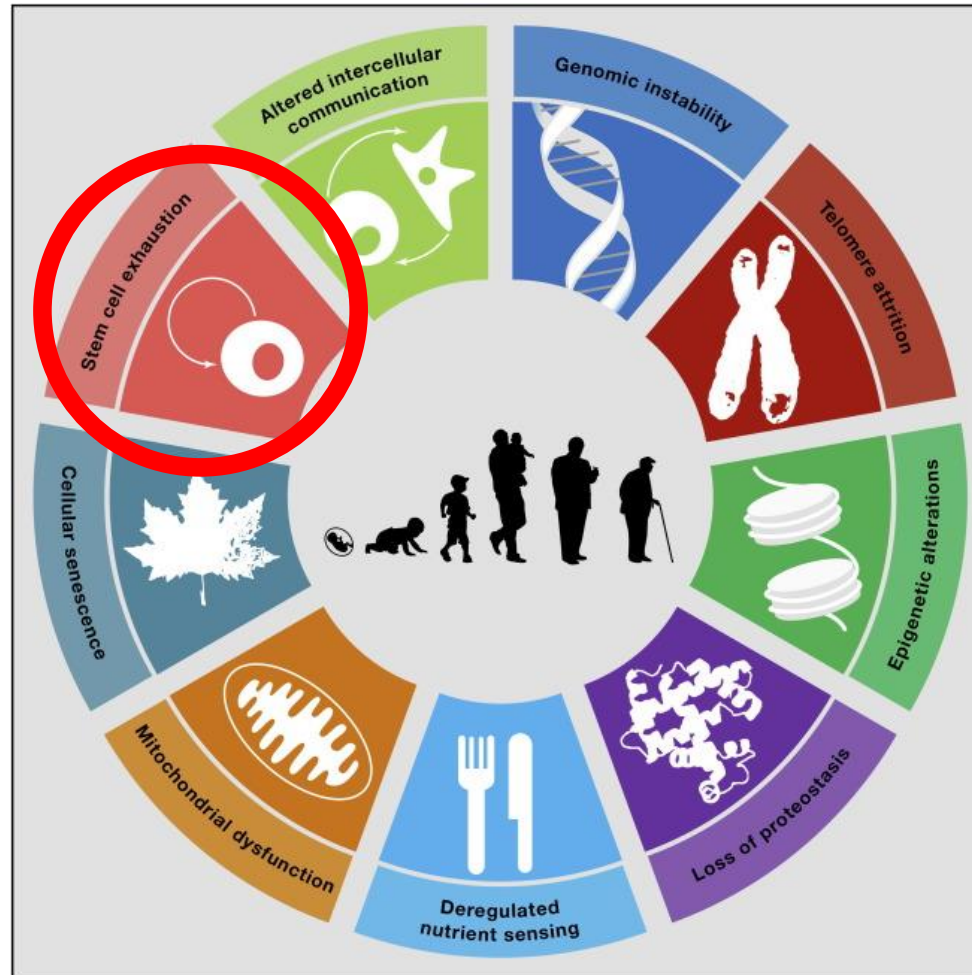 Altered intercellular
communication
Genomic instability
Telomere attrition
Epigenetic alterations
Loss of proteostasis
Deregulated
nutrient sensing
Mitochondrial dysfunction
Cellular senescence
Stem cell exhaustion